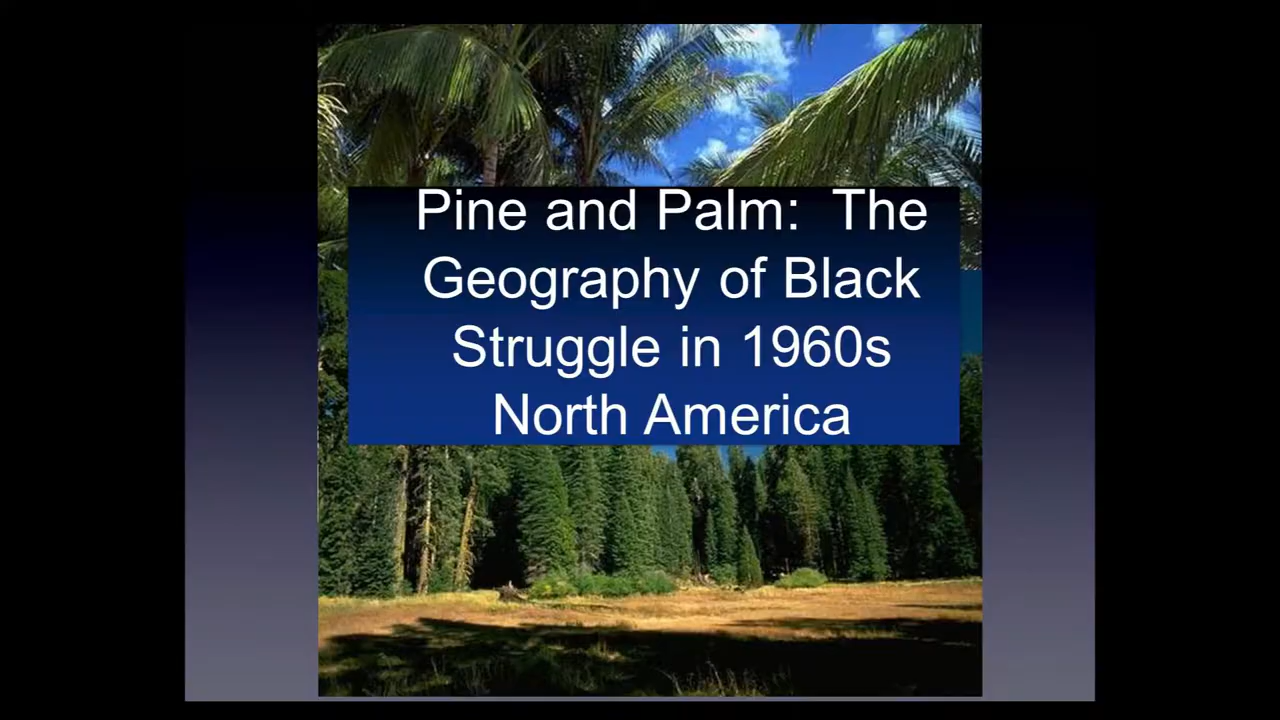 Pine and Palm: The
Geography of Black
Struggle in 1960s
North America